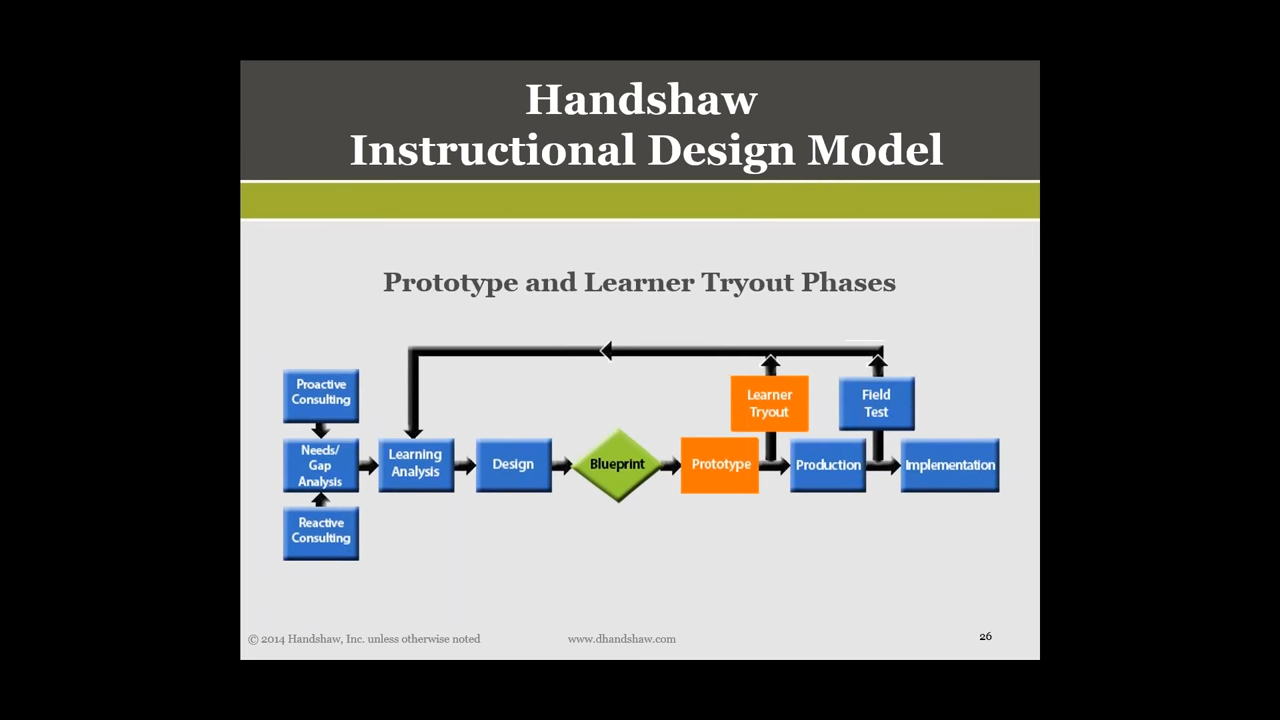 Handshaw
Instructional Design Model
Prototype and Learner Tryout Phases
Proactive
Consulting
Needs/
Gap
Analysis
Reactive
Consulting
Learning
Analysis
Design
Blueprint
Prototype
Learner
Tryout
Production
Field
Test
Implementation
© 2014 Handshaw, Inc. unless otherwise noted
www.dhandshaw.com
26